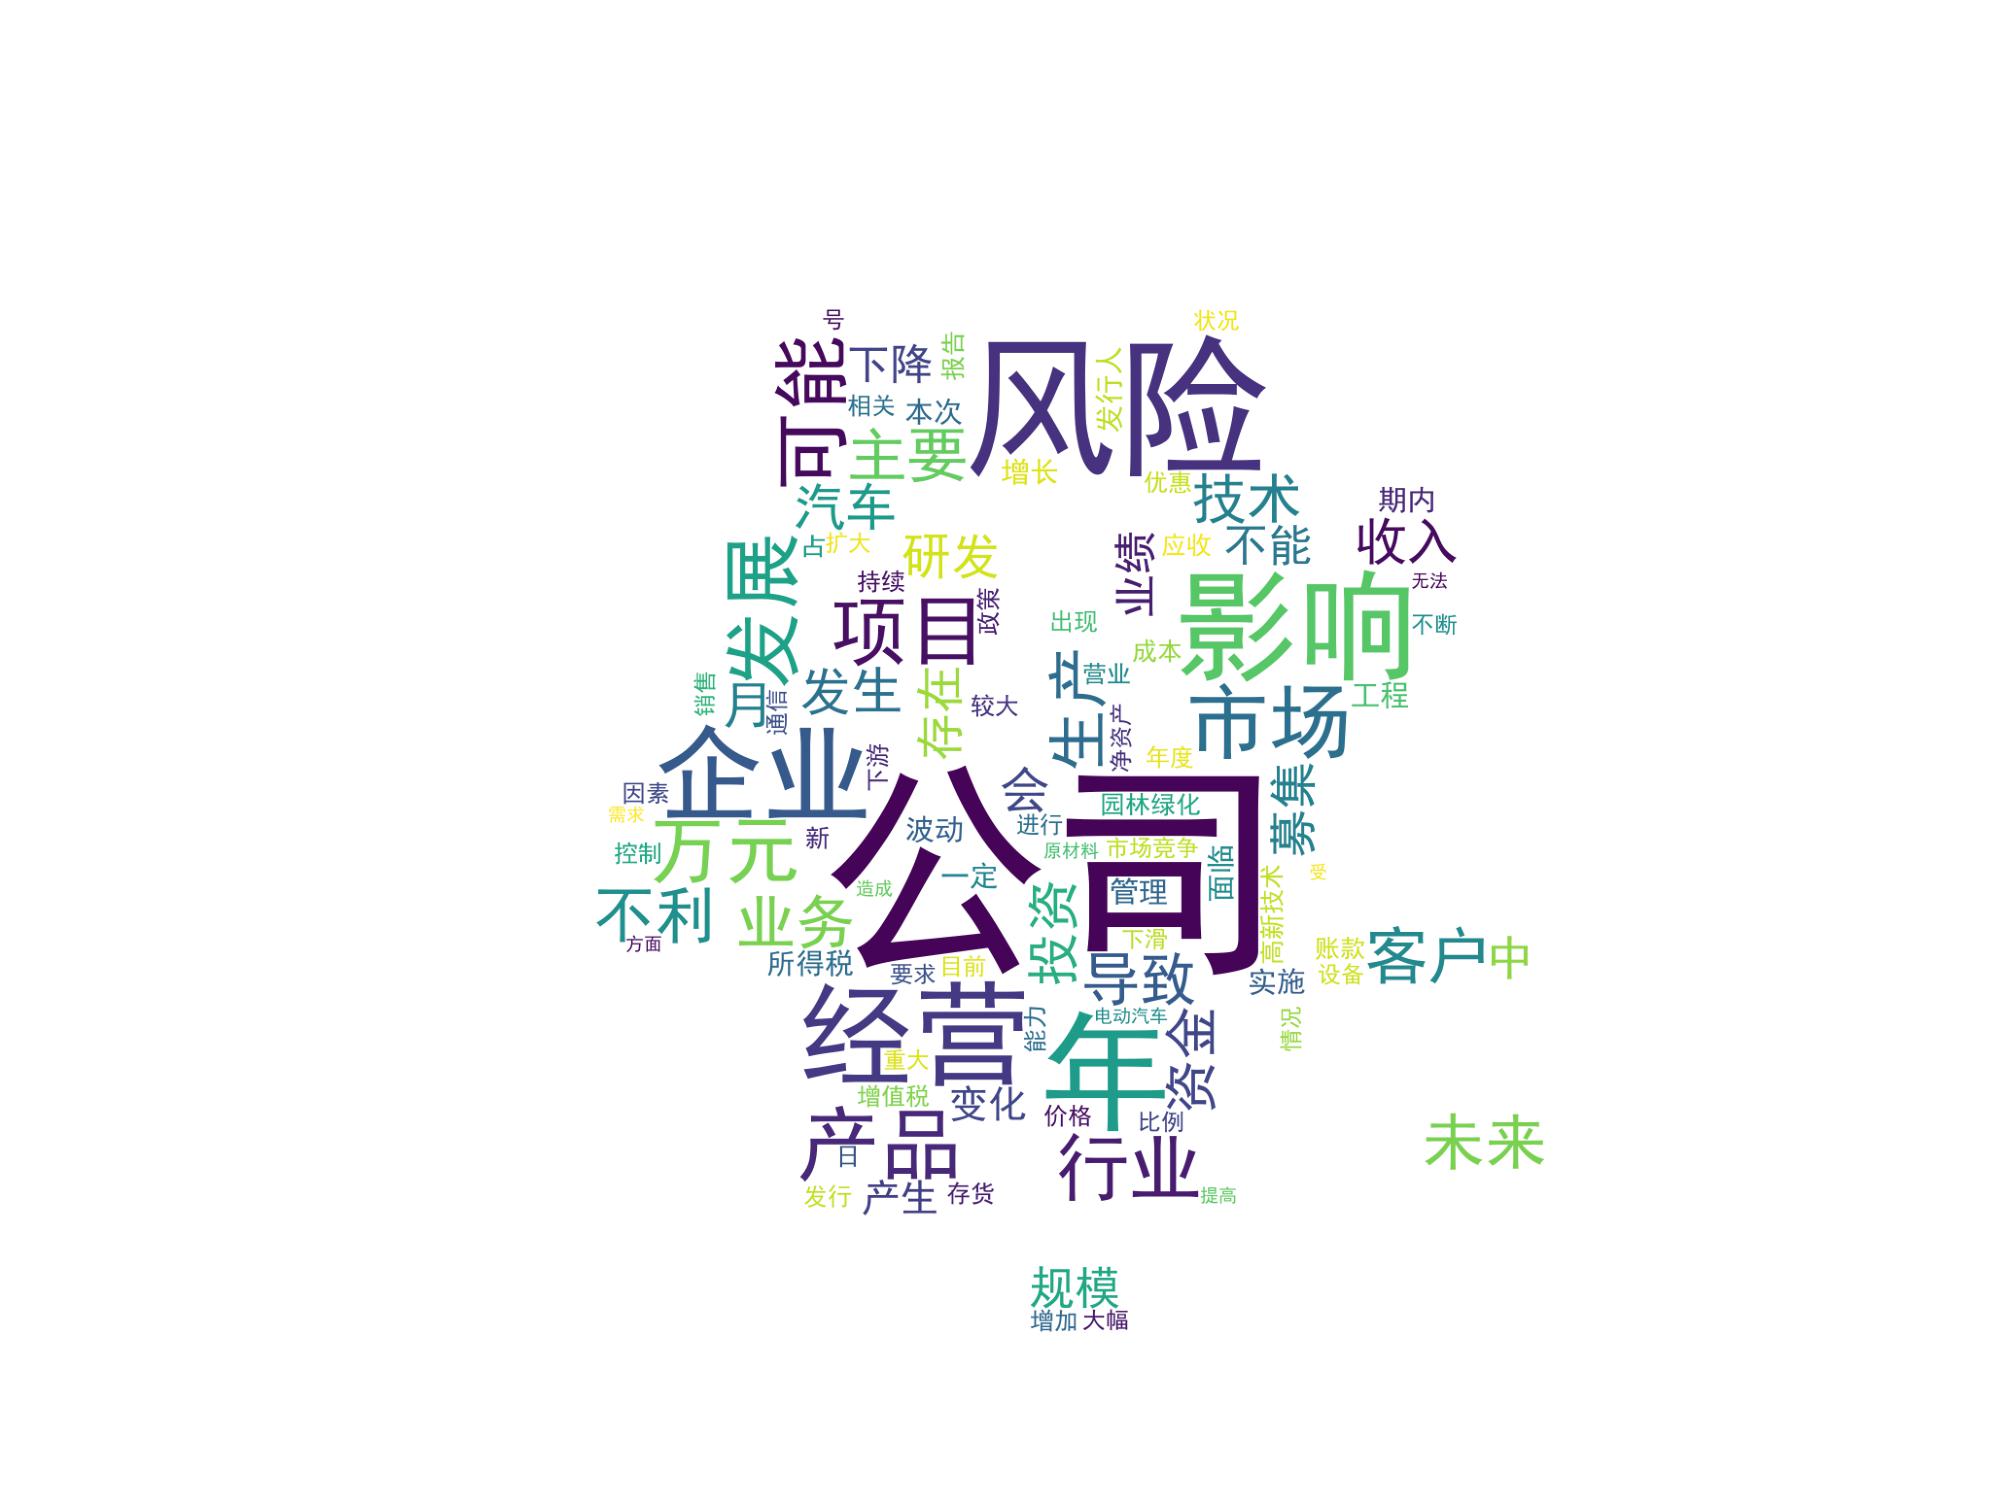 号
状况
可能
下降
报告
风险
发行人
相关
本次
主要
增长
优惠
技术
期内
汽车
收入
不能
占
扩大
研发
业绩
应收
发展
持续
影响
无法
项目
政策
出现
不断
成本
生产
营业
发生
存在
较大
市场
工程
销售
月
通信
净资产
企业
下游
年度
因素
会
公司
募集
园林绿化
需求
万元
新
波动
进行
控制
原材料
市场竞争
面临
受
造成
一定
投资
管理
高新技术
不利
业务
方面
下滑
账款
客户
中
所得税
要求
目前
导致
实施
设备
经营
能力
年
电动汽车
资金
情况
重大
增值税
变化
价格
比例
产品
日
行业
未来
发行
产生
存货
提高
规模
增加
大幅